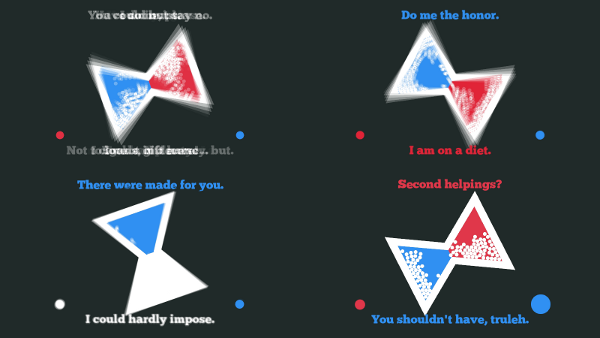 Do me the honor.
I am on a diet.
There were made for you.
I could hardly impose.
Second helpings?
You shouldn't have, truleh.